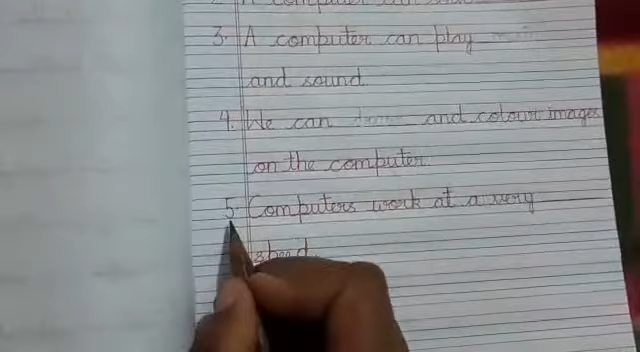 3. A computer can play
and sound
4. We can and colour images
on the computer.
5 Computers work at a very
speed